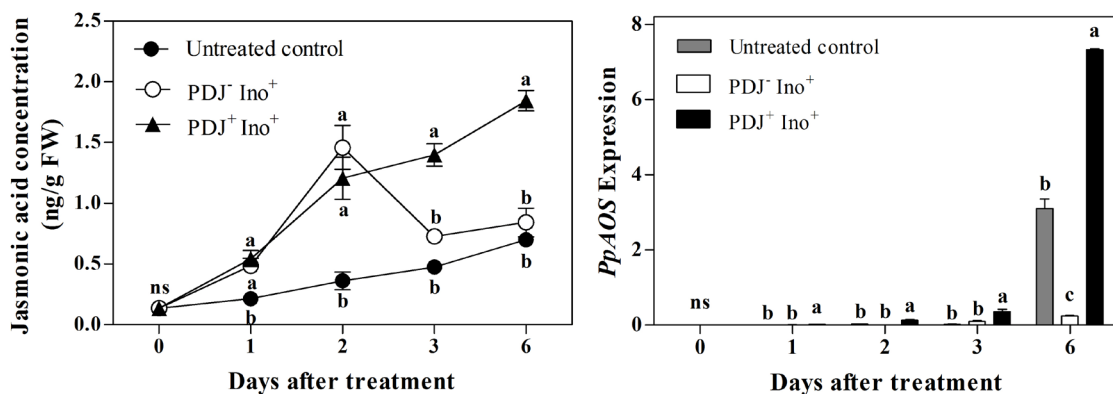 Jasmonic acid concentration
(ng/g FW)
2.5
2.0
1.5
1.0
0.5
0.0
Untreated control
PDJ⁻ Ino⁺
PDJ⁺ Ino⁺
ns
a
a
b
a
a
b
a
b
b
a
b
b
0 1 2 3 6
Days after treatment
PpAOS Expression
8
6
4
2
0
Untreated control
PDJ⁻ Ino⁺
PDJ⁺ Ino⁺
ns
b b a
b b a
b b a
b c a
0 1 2 3 6
Days after treatment